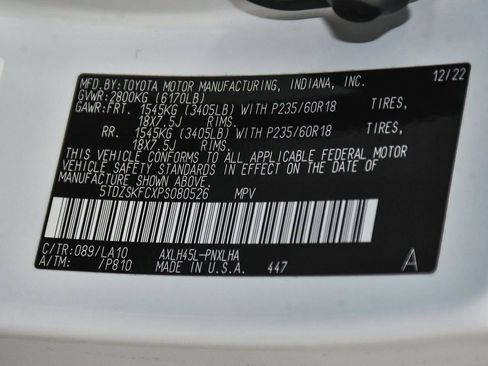 MFD.BY:TOYOTA MOTOR MANUFACTURING, INDIANA, INC. 12/22
GVWR:2800KG (6170LB)
GAWR:FRT. 1545KG (3405LB) WITH P235/60R18 TIRES,
18X7.5J RIMS.
RR. 1545KG (3405LB) WITH P235/60R18 TIRES,
18X7.5J RIMS.
THIS VEHICLE CONFORMS TO ALL APPLICABLE FEDERAL MOTOR
VEHICLE SAFETY STANDARDS IN EFFECT ON THE DATE OF
MANUFACTURE SHOWN ABOVE.
5TDZSKFCXPS080526 MPV
C/TR:089/LA10 AXLH45L-PNXLHA
A/TM: /P810 MADE IN U.S.A. 447 A